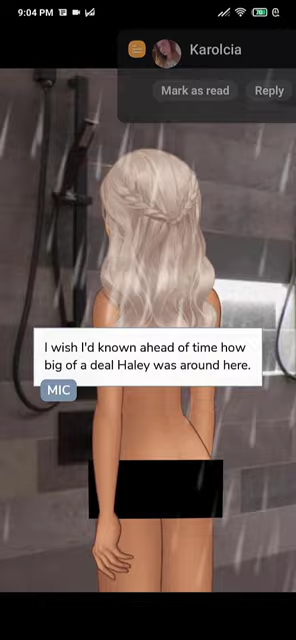 9:04 PM
70
Karolcia
Mark as read
Reply
I wish I'd known ahead of time how
big of a deal Haley was around here.
MIC